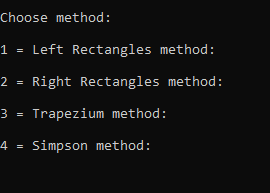 Choose method:
1 = Left Rectangles method:
2 = Right Rectangles method:
3 = Trapezium method:
4 = Simpson method: